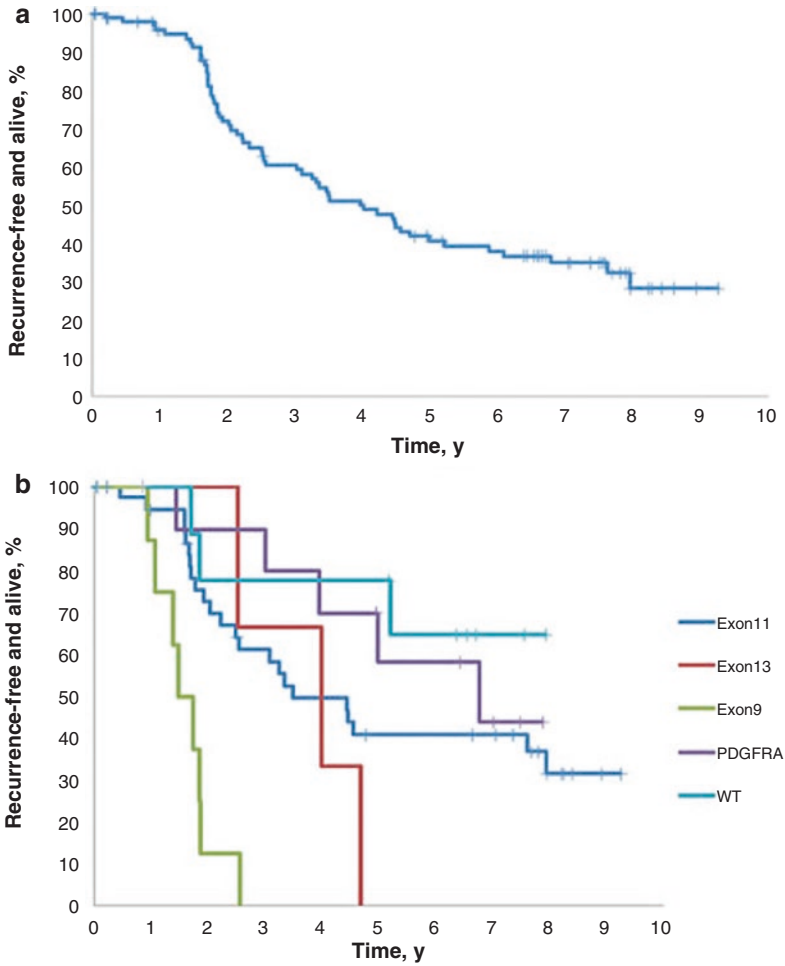 a
Recurrence-free and alive, %
100
90
80
70
60
50
40
30
20
10
0
0 1 2 3 4 5 6 7 8 9 10
Time, y
b
Recurrence-free and alive, %
100
90
80
70
60
50
40
30
20
10
0
0 1 2 3 4 5 6 7 8 9 10
Time, y
Exon11
Exon13
Exon9
PDGFRA
WT